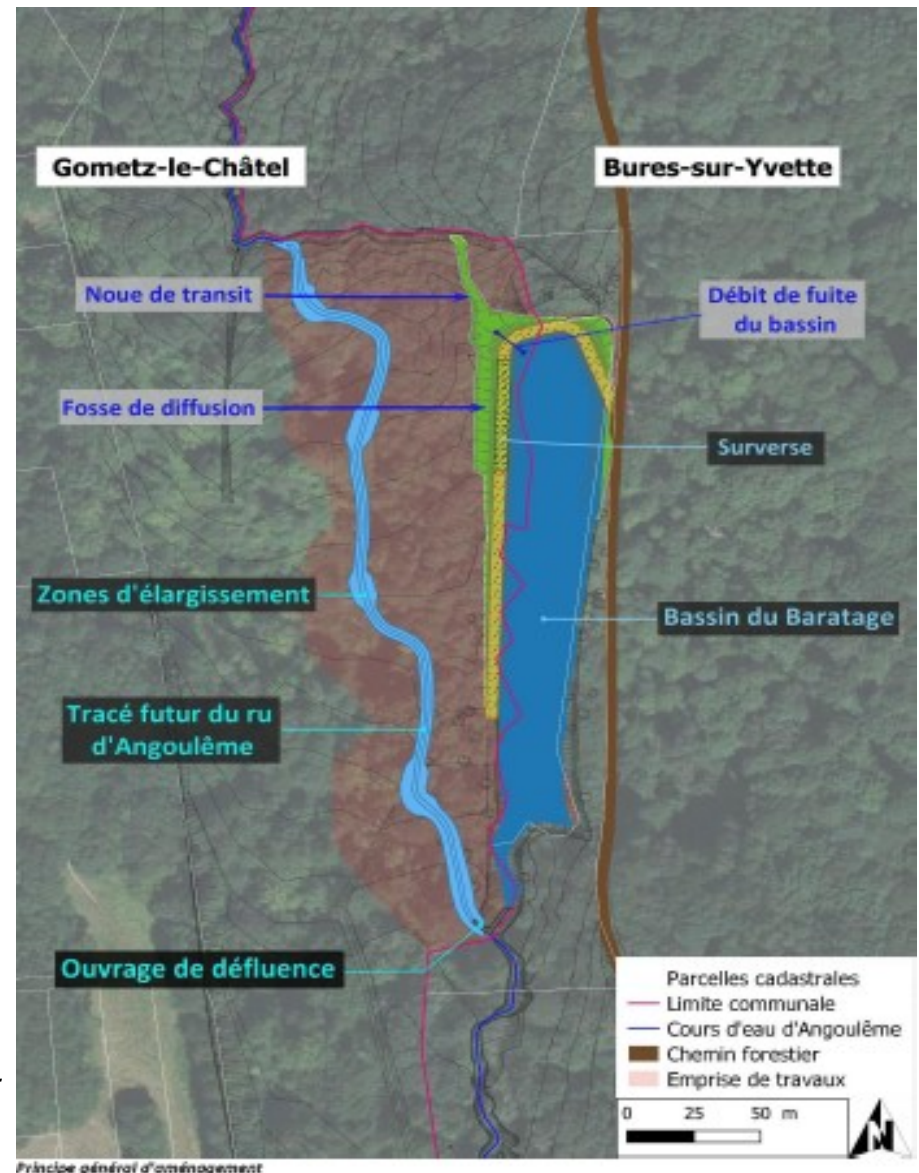 Gometz-le-Châtel
Bures-sur-Yvette
Noue de transit
Débit de fuite
du bassin
Fosse de diffusion
Surverse
Zones d'élargissement
Bassin du Baratage
Tracé futur du ru
d'Angoulême
Ouvrage de défluence
Parcelles cadastrales
Limite communale
Cours d'eau d'Angoulême
Chemin forestier
Emprise de travaux
0 25 50 m
N
Principe général d'aménagement